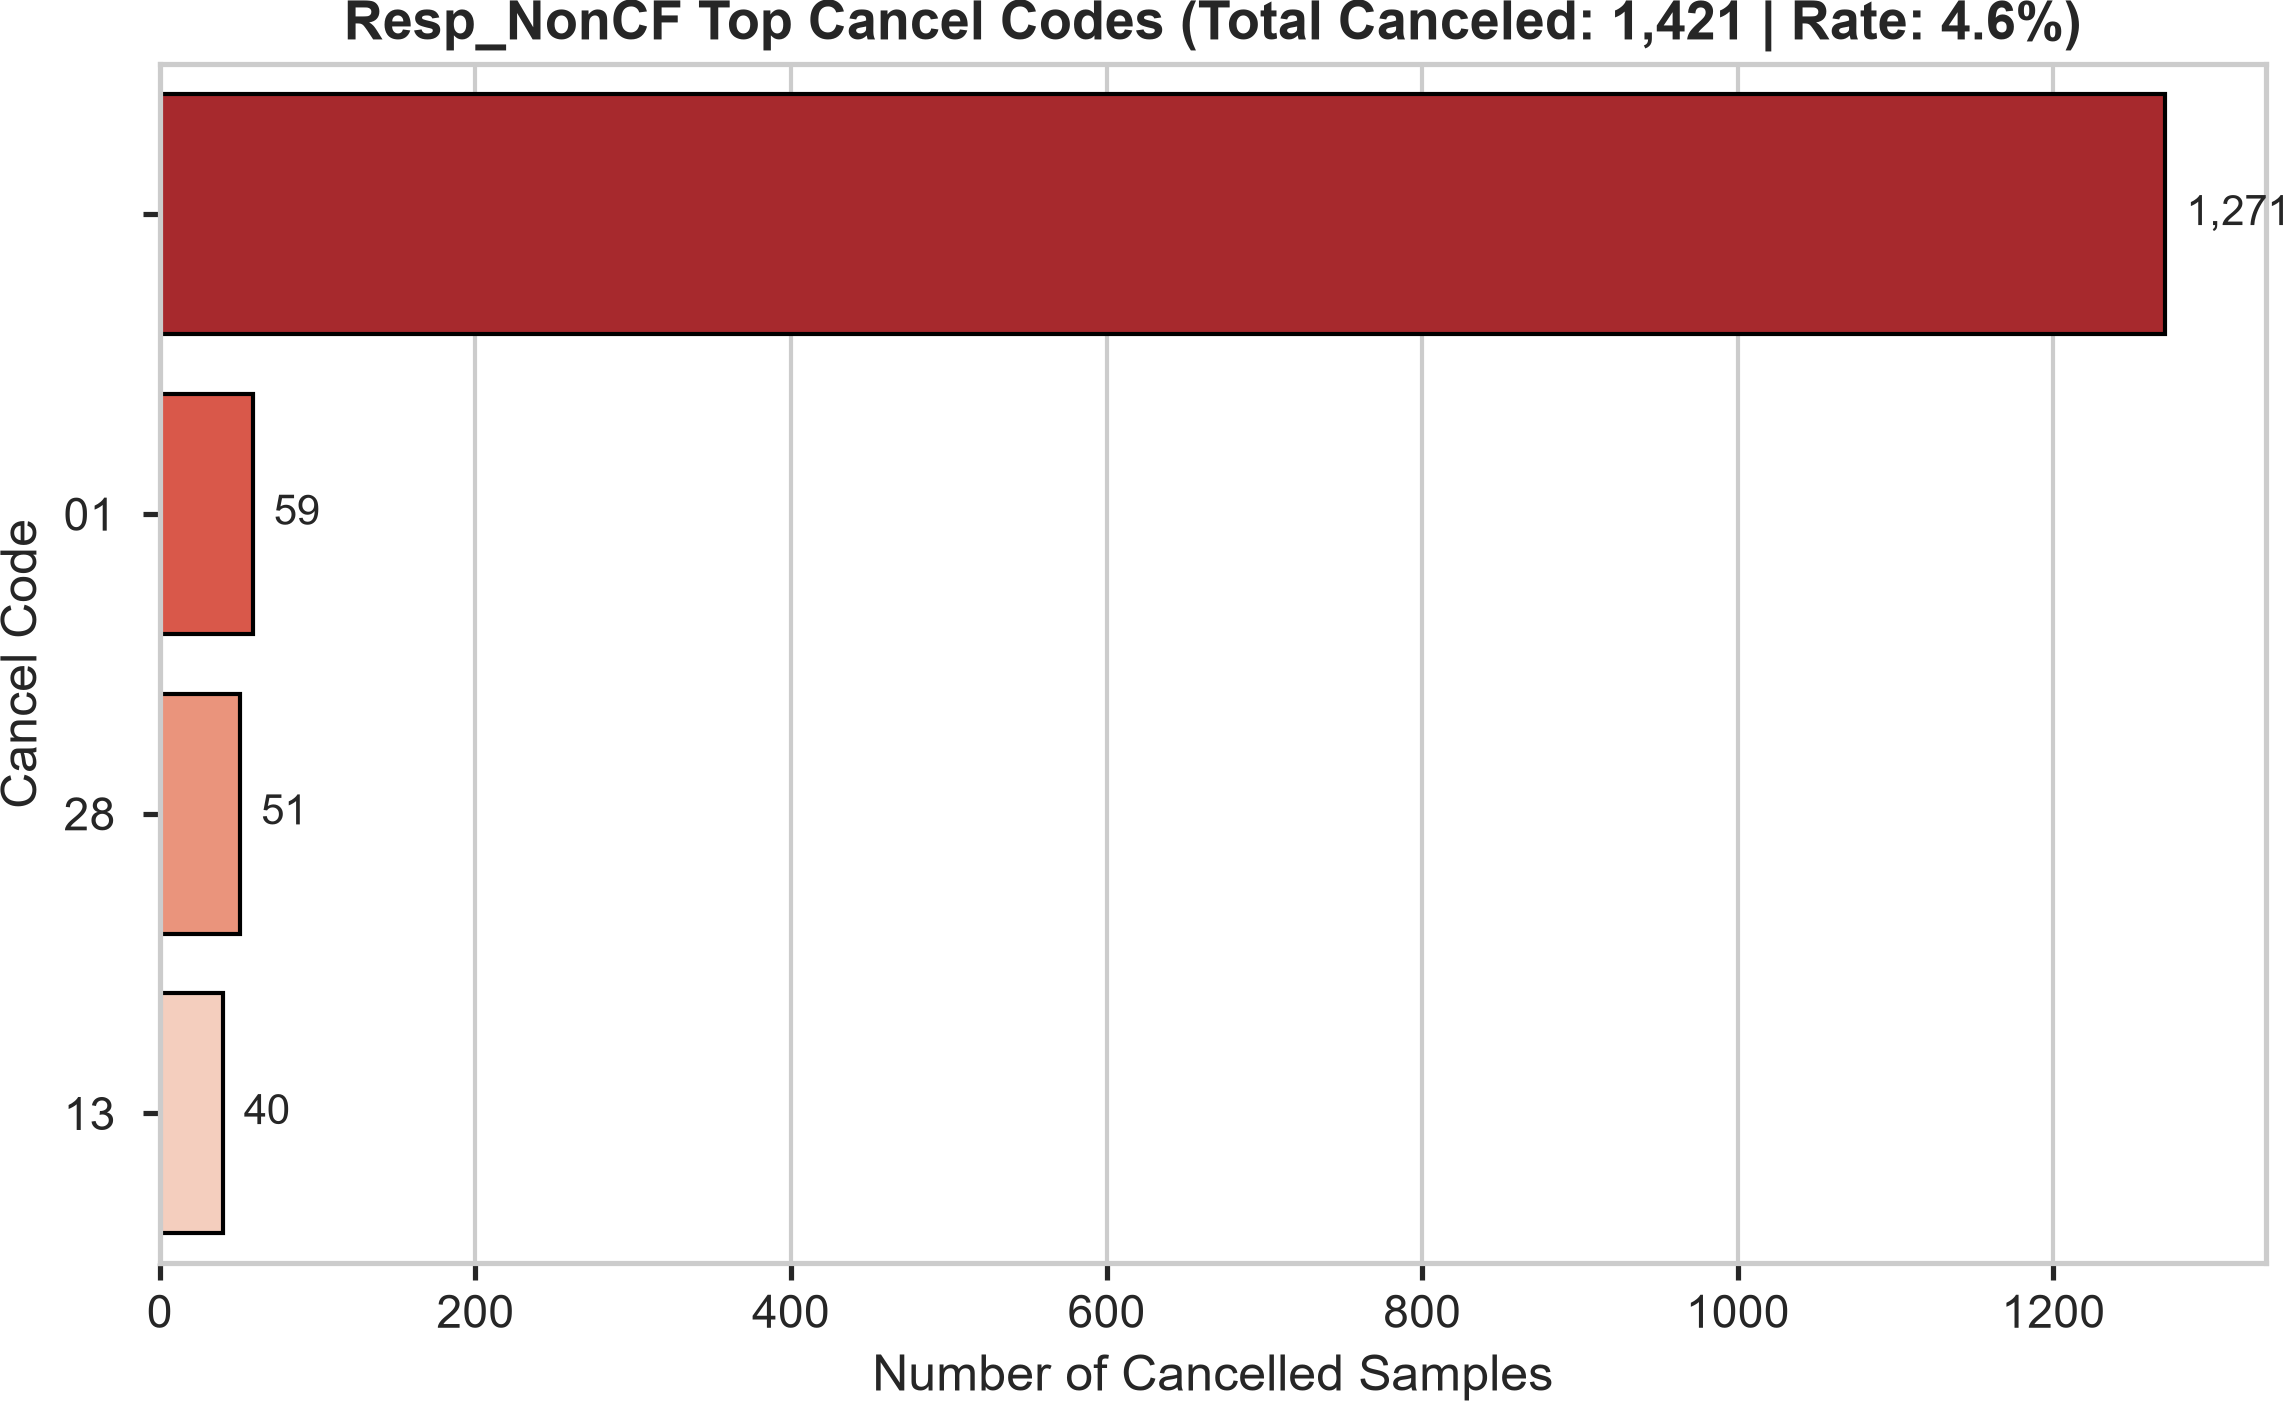 Resp_NonCF Top Cancel Codes (Total Canceled: 1,421 | Rate: 4.6%)
1,271
01
59
28
51
13
40
Cancel Code
0 200 400 600 800 1000 1200
Number of Cancelled Samples